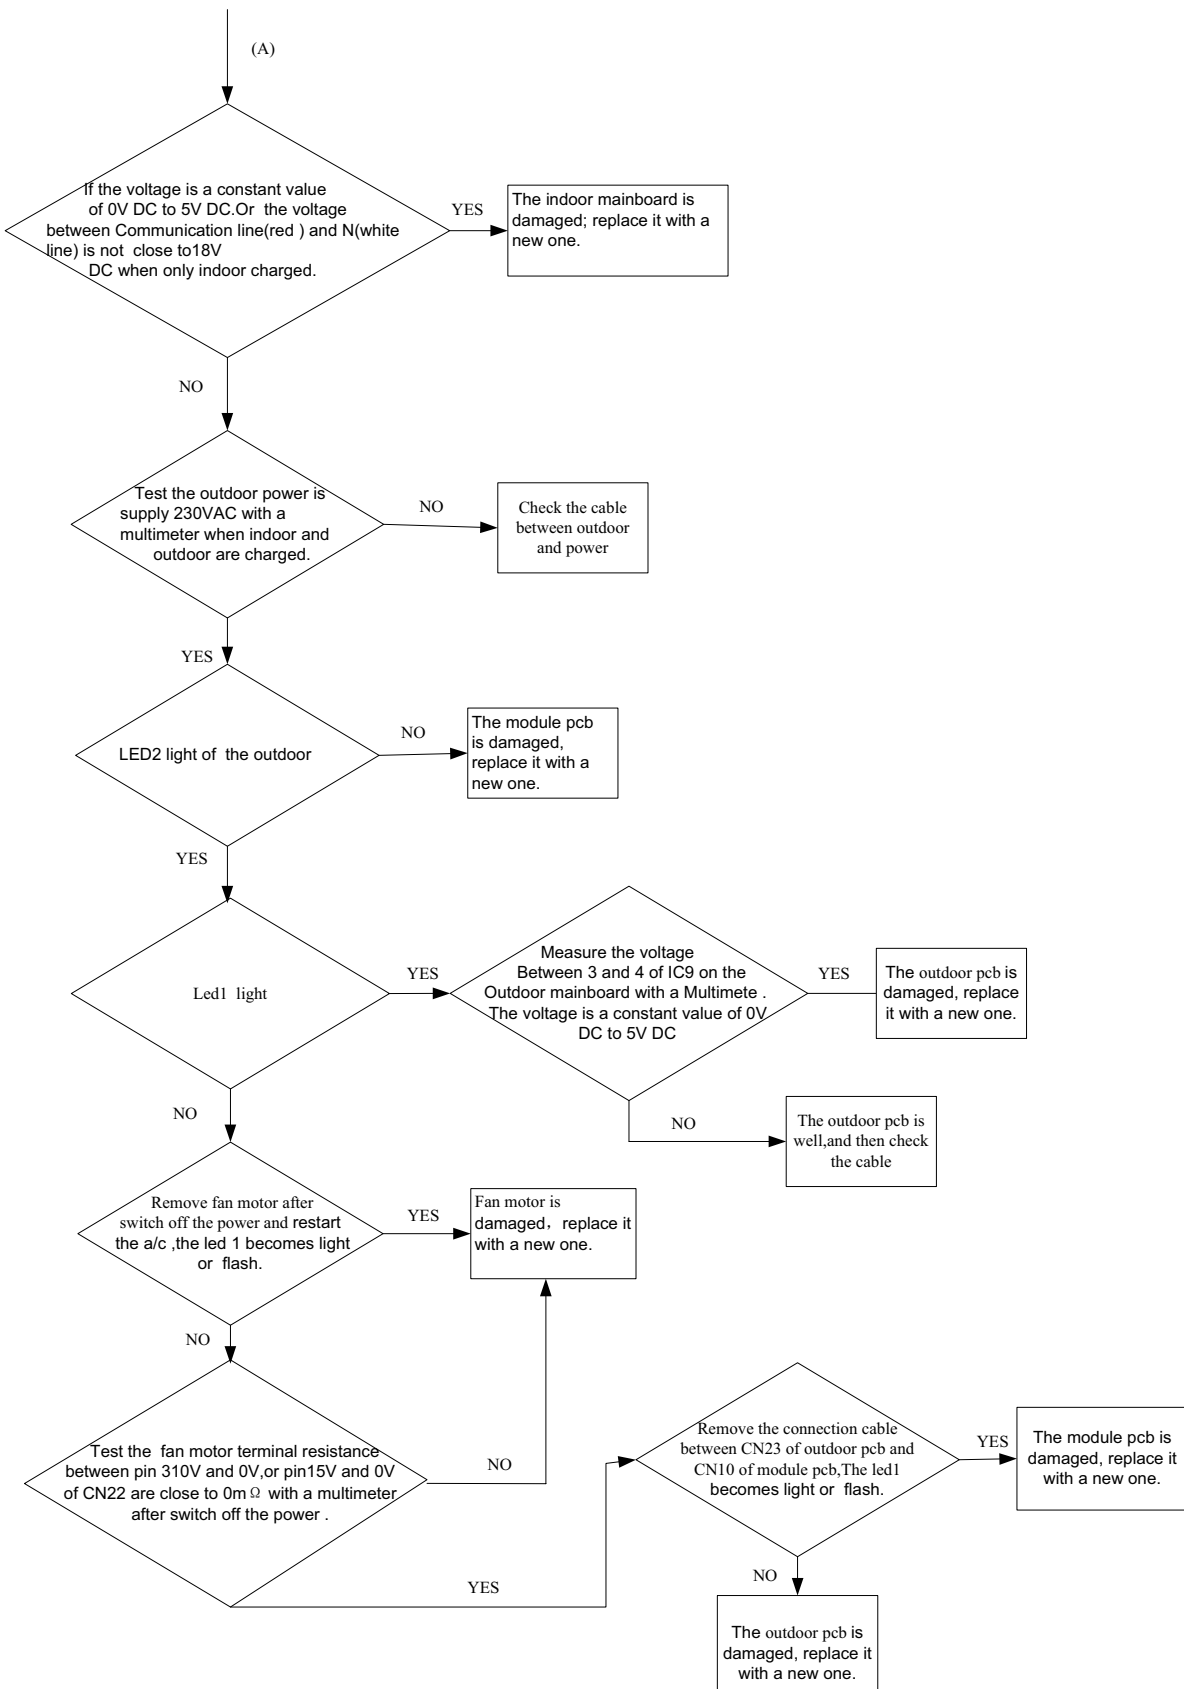 (A)
If the voltage is a constant value
of 0V DC to 5V DC.Or the voltage
between Communication line(red ) and N(white
line) is not close to18V
DC when only indoor charged.
YES
The indoor mainboard is
damaged; replace it with a
new one.
NO
Test the outdoor power is
supply 230VAC with a
multimeter when indoor and
outdoor are charged.
NO
Check the cable
between outdoor
and power
YES
LED2 light of the outdoor
NO
The module pcb
is damaged,
replace it with a
new one.
YES
Led1 light
YES
Measure the voltage
Between 3 and 4 of IC9 on the
Outdoor mainboard with a Multimete .
The voltage is a constant value of 0V
DC to 5V DC
YES
The outdoor pcb is
damaged, replace
it with a new one.
NO
The outdoor pcb is
well,and then check
the cable
NO
Remove fan motor after
switch off the power and restart
the a/c ,the led 1 becomes light
or flash.
YES
Fan motor is
damaged，replace it
with a new one.
NO
Test the fan motor terminal resistance
between pin 310V and 0V,or pin15V and 0V
of CN22 are close to 0mΩ with a multimeter
after switch off the power .
NO
YES
Remove the connection cable
between CN23 of outdoor pcb and
CN10 of module pcb,The led1
becomes light or flash.
YES
The module pcb is
damaged, replace it
with a new one.
NO
The outdoor pcb is
damaged, replace it
with a new one.